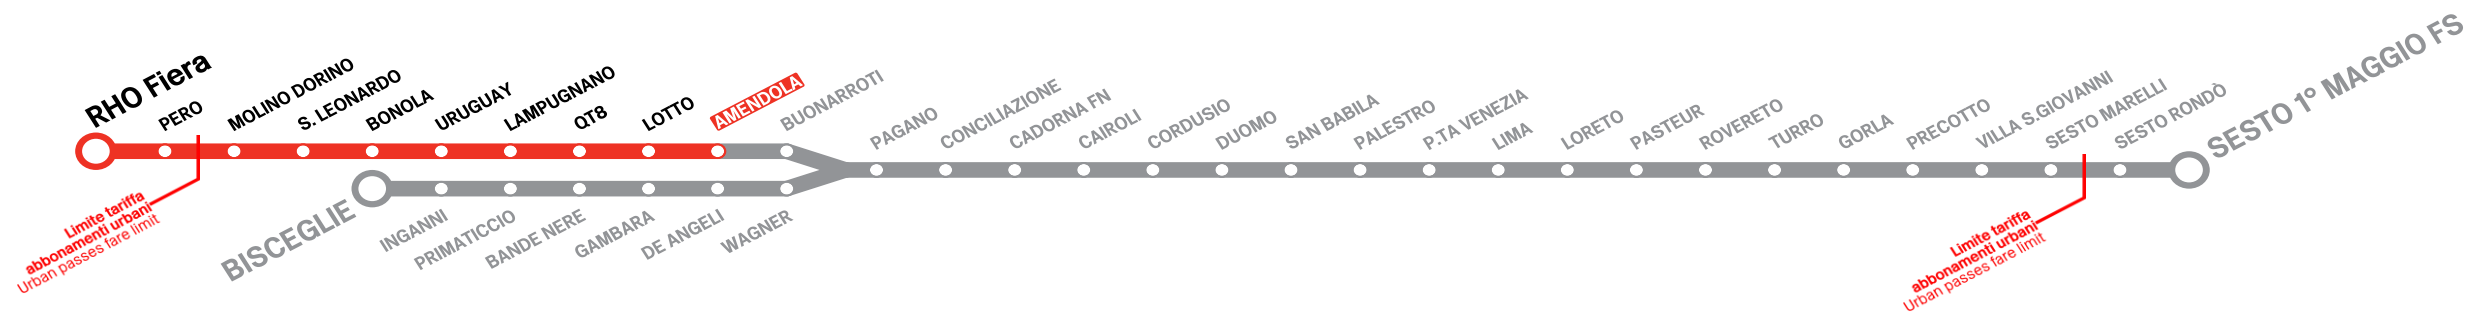 RHO Fiera
PERO
MOLINO DORINO
S. LEONARDO
BONOLA
URUGUAY
LAMPUGNANO
QT8
LOTTO
AMENDOLA
BUONARROTI
PAGANO
CONCILIAZIONE
CADORNA FN
CAIROLI
CORDUSIO
DUOMO
SAN BABILA
PALESTRO
P.TA VENEZIA
LIMA
LORETO
PASTEUR
ROVERETO
TURRO
GORLA
PRECOTTO
VILLA S.GIOVANNI
SESTO MARELLI
SESTO RONDÒ
SESTO 1° MAGGIO FS
Limite tariffa
abbonamenti urbani
Urban passes fare limit
BISCEGLIE
INGANNI
PRIMATICCIO
BANDE NERE
GAMBARA
DE ANGELI
WAGNER
Limite tariffa
abbonamenti urbani
Urban passes fare limit